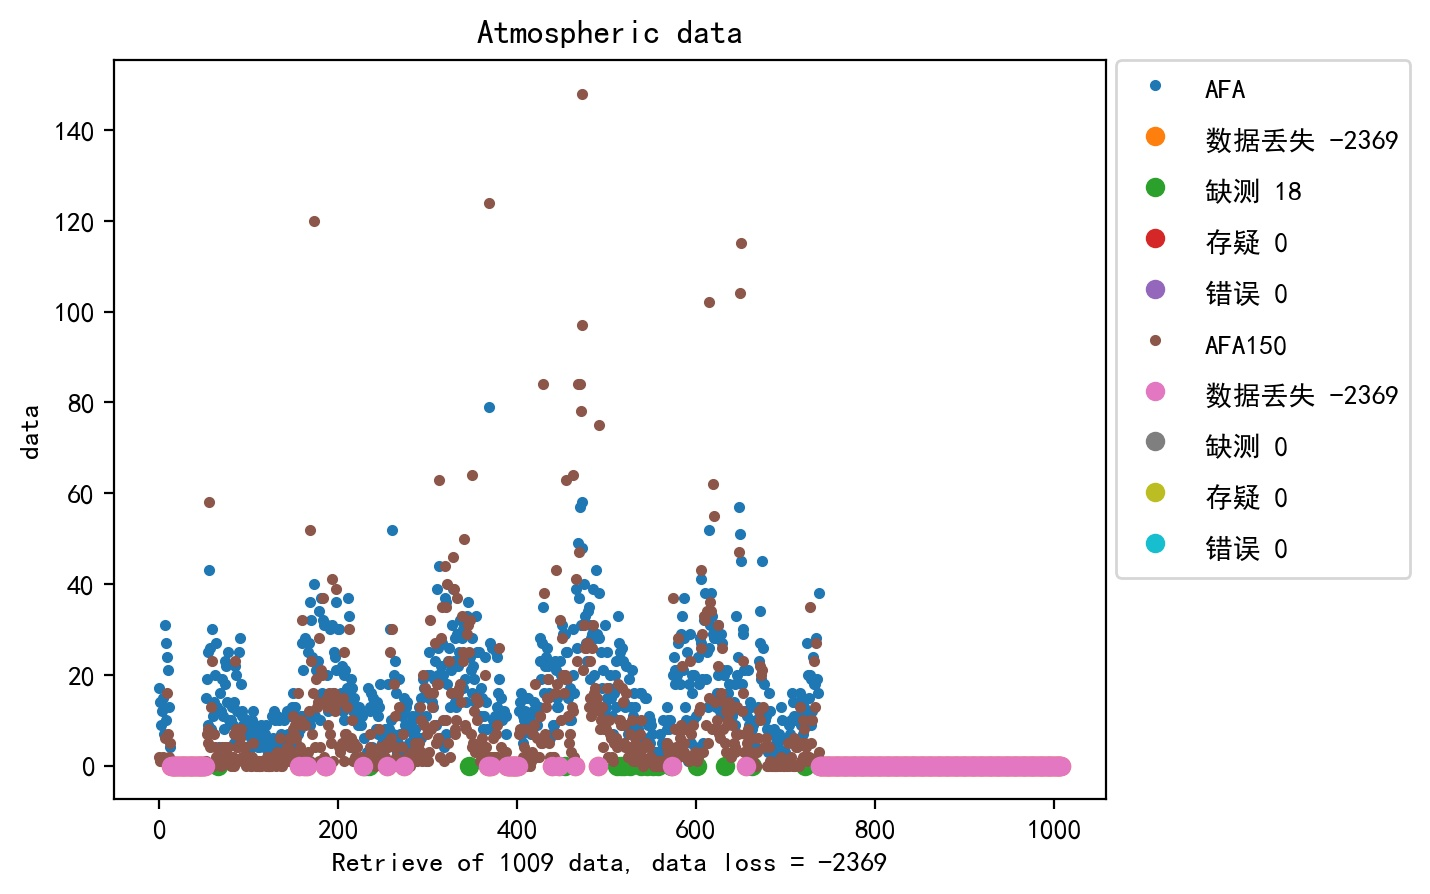 Atmospheric data
140
120
100
80
60
40
20
0
data
0 200 400 600 800 1000
Retrieve of 1009 data, data loss = -2369
AFA
数据丢失 -2369
缺测 18
存疑 0
错误 0
AFA150
数据丢失 -2369
缺测 0
存疑 0
错误 0